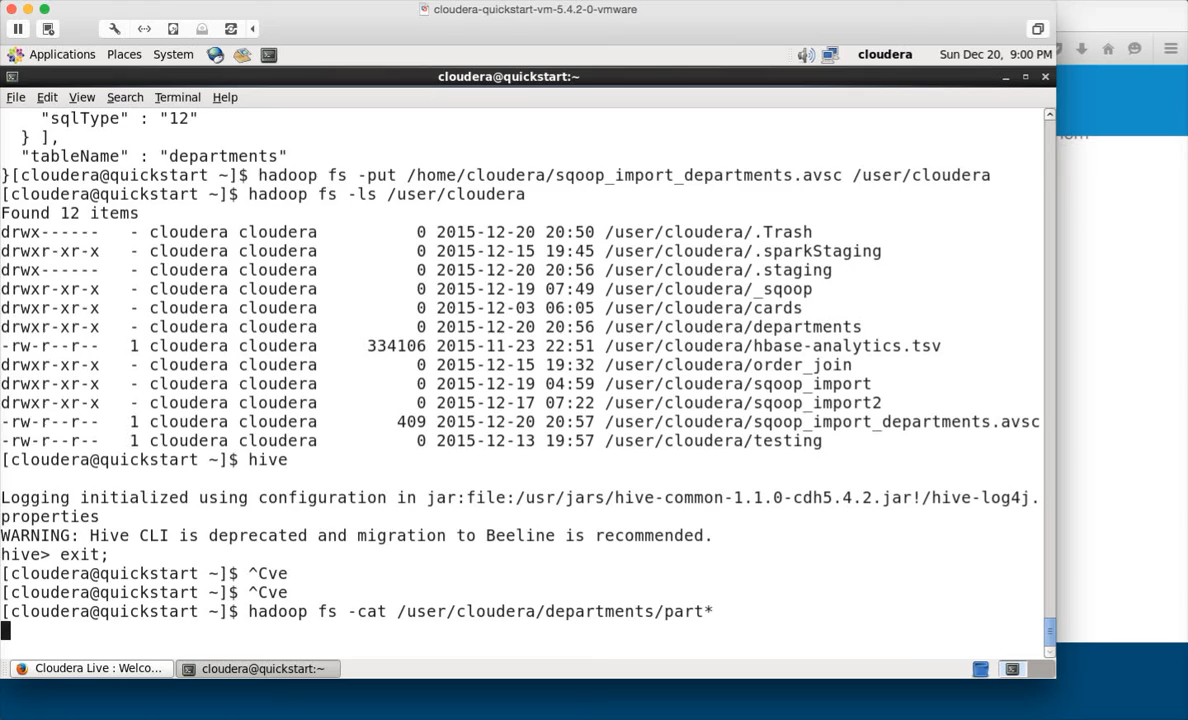 cloudera-quickstart-vm-5.4.2-0-vmware
Applications Places System cloudera Sun Dec 20, 9:00 PM
cloudera@quickstart:~
File Edit View Search Terminal Help
"sqlType" : "12"
} ],
"tableName" : "departments"
}[cloudera@quickstart ~]$ hadoop fs -put /home/cloudera/sqoop_import_departments.avsc /user/cloudera
[cloudera@quickstart ~]$ hadoop fs -ls /user/cloudera
Found 12 items
drwx------   - cloudera cloudera          0 2015-12-20 20:50 /user/cloudera/.Trash
drwxr-xr-x   - cloudera cloudera          0 2015-12-15 19:45 /user/cloudera/.sparkStaging
drwx------   - cloudera cloudera          0 2015-12-20 20:56 /user/cloudera/.staging
drwxr-xr-x   - cloudera cloudera          0 2015-12-19 07:49 /user/cloudera/_sqoop
drwxr-xr-x   - cloudera cloudera          0 2015-12-03 06:05 /user/cloudera/cards
drwxr-xr-x   - cloudera cloudera          0 2015-12-20 20:56 /user/cloudera/departments
-rw-r--r--   1 cloudera cloudera     334106 2015-11-23 22:51 /user/cloudera/hbase-analytics.tsv
drwxr-xr-x   - cloudera cloudera          0 2015-12-15 19:32 /user/cloudera/order_join
drwxr-xr-x   - cloudera cloudera          0 2015-12-19 04:59 /user/cloudera/sqoop_import
drwxr-xr-x   - cloudera cloudera          0 2015-12-17 07:22 /user/cloudera/sqoop_import2
-rw-r--r--   1 cloudera cloudera        409 2015-12-20 20:57 /user/cloudera/sqoop_import_departments.avsc
-rw-r--r--   1 cloudera cloudera          0 2015-12-13 19:57 /user/cloudera/testing
[cloudera@quickstart ~]$ hive
Logging initialized using configuration in jar:file:/usr/jars/hive-common-1.1.0-cdh5.4.2.jar!/hive-log4j.
properties
WARNING: Hive CLI is deprecated and migration to Beeline is recommended.
hive> exit;
[cloudera@quickstart ~]$ ^Cve
[cloudera@quickstart ~]$ ^Cve
[cloudera@quickstart ~]$ hadoop fs -cat /user/cloudera/departments/part*
Cloudera Live : Welco... cloudera@quickstart:~